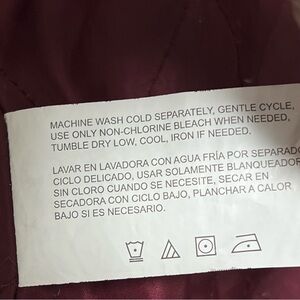 MACHINE WASH COLD SEPARATELY, GENTLE CYCLE,
USE ONLY NON-CHLORINE BLEACH WHEN NEEDED,
TUMBLE DRY LOW, COOL, IRON IF NEEDED.
LAVAR EN LAVADORA CON AGUA FRÍA POR SEPARADO
CICLO DELICADO, USAR SOLAMENTE BLANQUEADOR
SIN CLORO CUANDO SE NECESITE, SECAR EN
SECADORA CON CICLO BAJO, PLANCHAR A CALOR
BAJO SI ES NECESARIO.